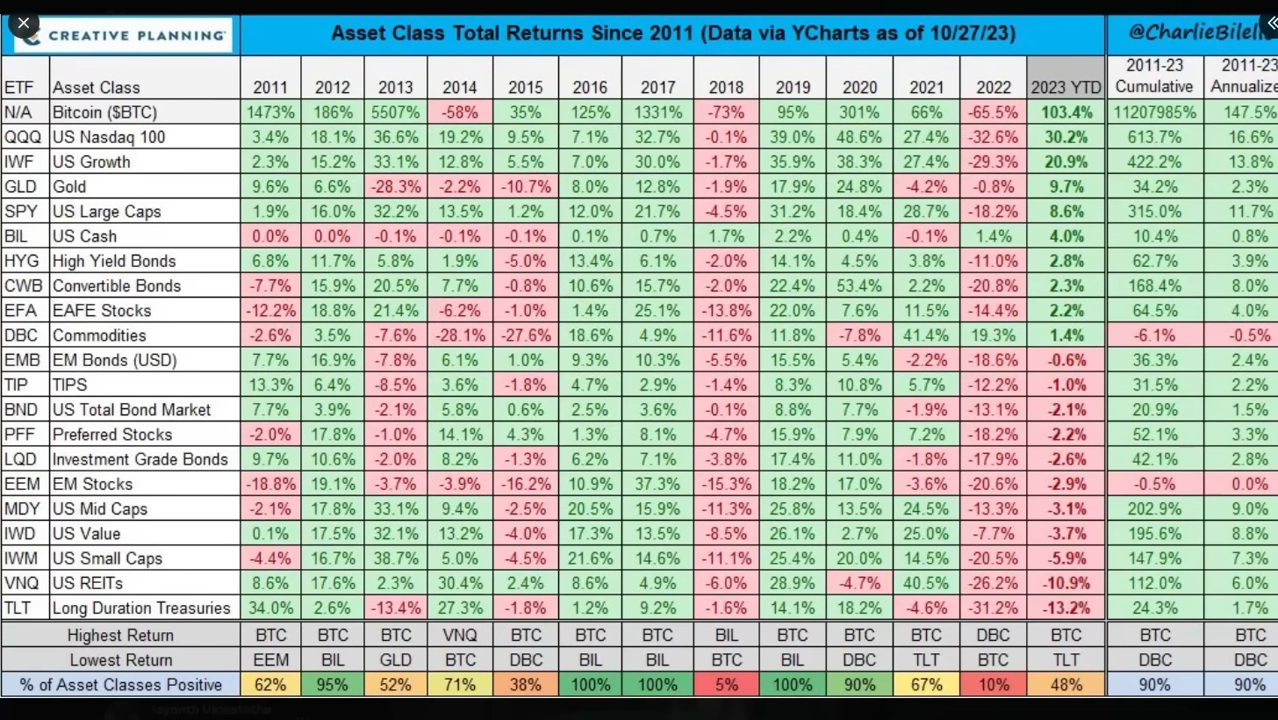 CREATIVE PLANNING
Asset Class Total Returns Since 2011 (Data via YCharts as of 10/27/23)
@CharlieBilello
ETF Asset Class 2011 2012 2013 2014 2015 2016 2017 2018 2019 2020 2021 2022 2023 YTD 2011-23 Cumulative 2011-23 Annualize
N/A Bitcoin ($BTC) 1473% 186% 5507% -58% 35% 125% 1331% -73% 95% 301% 66% -65.5% 103.4% 11207985% 147.5%
QQQ US Nasdaq 100 3.4% 18.1% 36.6% 19.2% 9.5% 7.1% 32.7% -0.1% 39.0% 48.6% 27.4% -32.6% 30.2% 613.7% 16.6%
IWF US Growth 2.3% 15.2% 33.1% 12.8% 5.5% 7.0% 30.0% -1.7% 35.9% 38.3% 27.4% -29.3% 20.9% 422.2% 13.8%
GLD Gold 9.6% 6.6% -28.3% -2.2% -10.7% 8.0% 12.8% -1.9% 17.9% 24.8% -4.2% -0.8% 9.7% 34.2% 2.3%
SPY US Large Caps 1.9% 16.0% 32.2% 13.5% 1.2% 12.0% 21.7% -4.5% 31.2% 18.4% 28.7% -18.2% 8.6% 315.0% 11.7%
BIL US Cash 0.0% 0.0% -0.1% -0.1% -0.1% 0.1% 0.7% 1.7% 2.2% 0.4% -0.1% 1.4% 4.0% 10.4% 0.8%
HYG High Yield Bonds 6.8% 11.7% 5.8% 1.9% -5.0% 13.4% 6.1% -2.0% 14.1% 4.5% 3.8% -11.0% 2.8% 62.7% 3.9%
CWB Convertible Bonds -7.7% 15.9% 20.5% 7.7% -0.8% 10.6% 15.7% -2.0% 22.4% 53.4% 2.2% -20.8% 2.3% 168.4% 8.0%
EFA EAFE Stocks -12.2% 18.8% 21.4% -6.2% -1.0% 1.4% 25.1% -13.8% 22.0% 7.6% 11.5% -14.4% 2.2% 64.5% 4.0%
DBC Commodities -2.6% 3.5% -7.6% -28.1% -27.6% 18.6% 4.9% -11.6% 11.8% -7.8% 41.4% 19.3% 1.4% -6.1% -0.5%
EMB EM Bonds (USD) 7.7% 16.9% -7.8% 6.1% 1.0% 9.3% 10.3% -5.5% 15.5% 5.4% -2.2% -18.6% -0.6% 36.3% 2.4%
TIP TIPS 13.3% 6.4% -8.5% 3.6% -1.8% 4.7% 2.9% -1.4% 8.3% 10.8% 5.7% -12.2% -1.0% 31.5% 2.2%
BND US Total Bond Market 7.7% 3.9% -2.1% 5.8% 0.6% 2.5% 3.6% -0.1% 8.8% 7.7% -1.9% -13.1% -2.1% 20.9% 1.5%
PFF Preferred Stocks -2.0% 17.8% -1.0% 14.1% 4.3% 1.3% 8.1% -4.7% 15.9% 7.9% 7.2% -18.2% -2.2% 52.1% 3.3%
LQD Investment Grade Bonds 9.7% 10.6% -2.0% 8.2% -1.3% 6.2% 7.1% -3.8% 17.4% 11.0% -1.8% -17.9% -2.6% 42.1% 2.8%
EEM EM Stocks -18.8% 19.1% -3.7% -3.9% -16.2% 10.9% 37.3% -15.3% 18.2% 17.0% -3.6% -20.6% -2.9% -0.5% 0.0%
MDY US Mid Caps -2.1% 17.8% 33.1% 9.4% -2.5% 20.5% 15.9% -11.3% 25.8% 13.5% 24.5% -13.3% -3.1% 202.9% 9.0%
IWD US Value 0.1% 17.5% 32.1% 13.2% -4.0% 17.3% 13.5% -8.5% 26.1% 2.7% 25.0% -7.7% -3.7% 195.6% 8.8%
IWM US Small Caps -4.4% 16.7% 38.7% 5.0% -4.5% 21.6% 14.6% -11.1% 25.4% 20.0% 14.5% -20.5% -5.9% 147.9% 7.3%
VNQ US REITs 8.6% 17.6% 2.3% 30.4% 2.4% 8.6% 4.9% -6.0% 28.9% -4.7% 40.5% -26.2% -10.9% 112.0% 6.0%
TLT Long Duration Treasuries 34.0% 2.6% -13.4% 27.3% -1.8% 1.2% 9.2% -1.6% 14.1% 18.2% -4.6% -31.2% -13.2% 24.3% 1.7%
Highest Return BTC BTC BTC VNQ BTC BTC BTC BIL BTC BTC BTC DBC BTC BTC BTC
Lowest Return EEM BIL GLD BTC DBC BIL BIL BTC BIL DBC TLT BTC TLT DBC DBC
% of Asset Classes Positive 62% 95% 52% 71% 38% 100% 100% 5% 100% 90% 67% 10% 48% 90% 90%